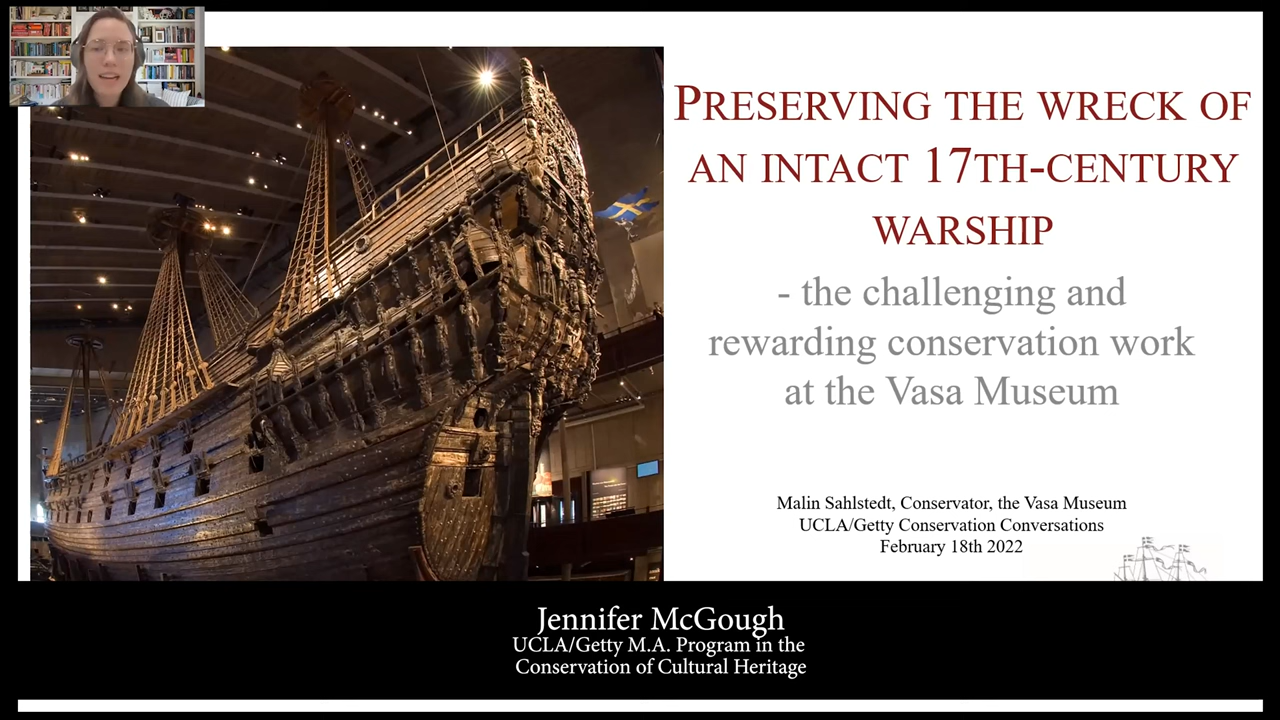 PRESERVING THE WRECK OF
AN INTACT 17TH-CENTURY
WARSHIP
- the challenging and
rewarding conservation work
at the Vasa Museum
Malin Sahlstedt, Conservator, the Vasa Museum
UCLA/Getty Conservation Conversations
February 18th 2022
Jennifer McGough
UCLA/Getty M.A. Program in the
Conservation of Cultural Heritage